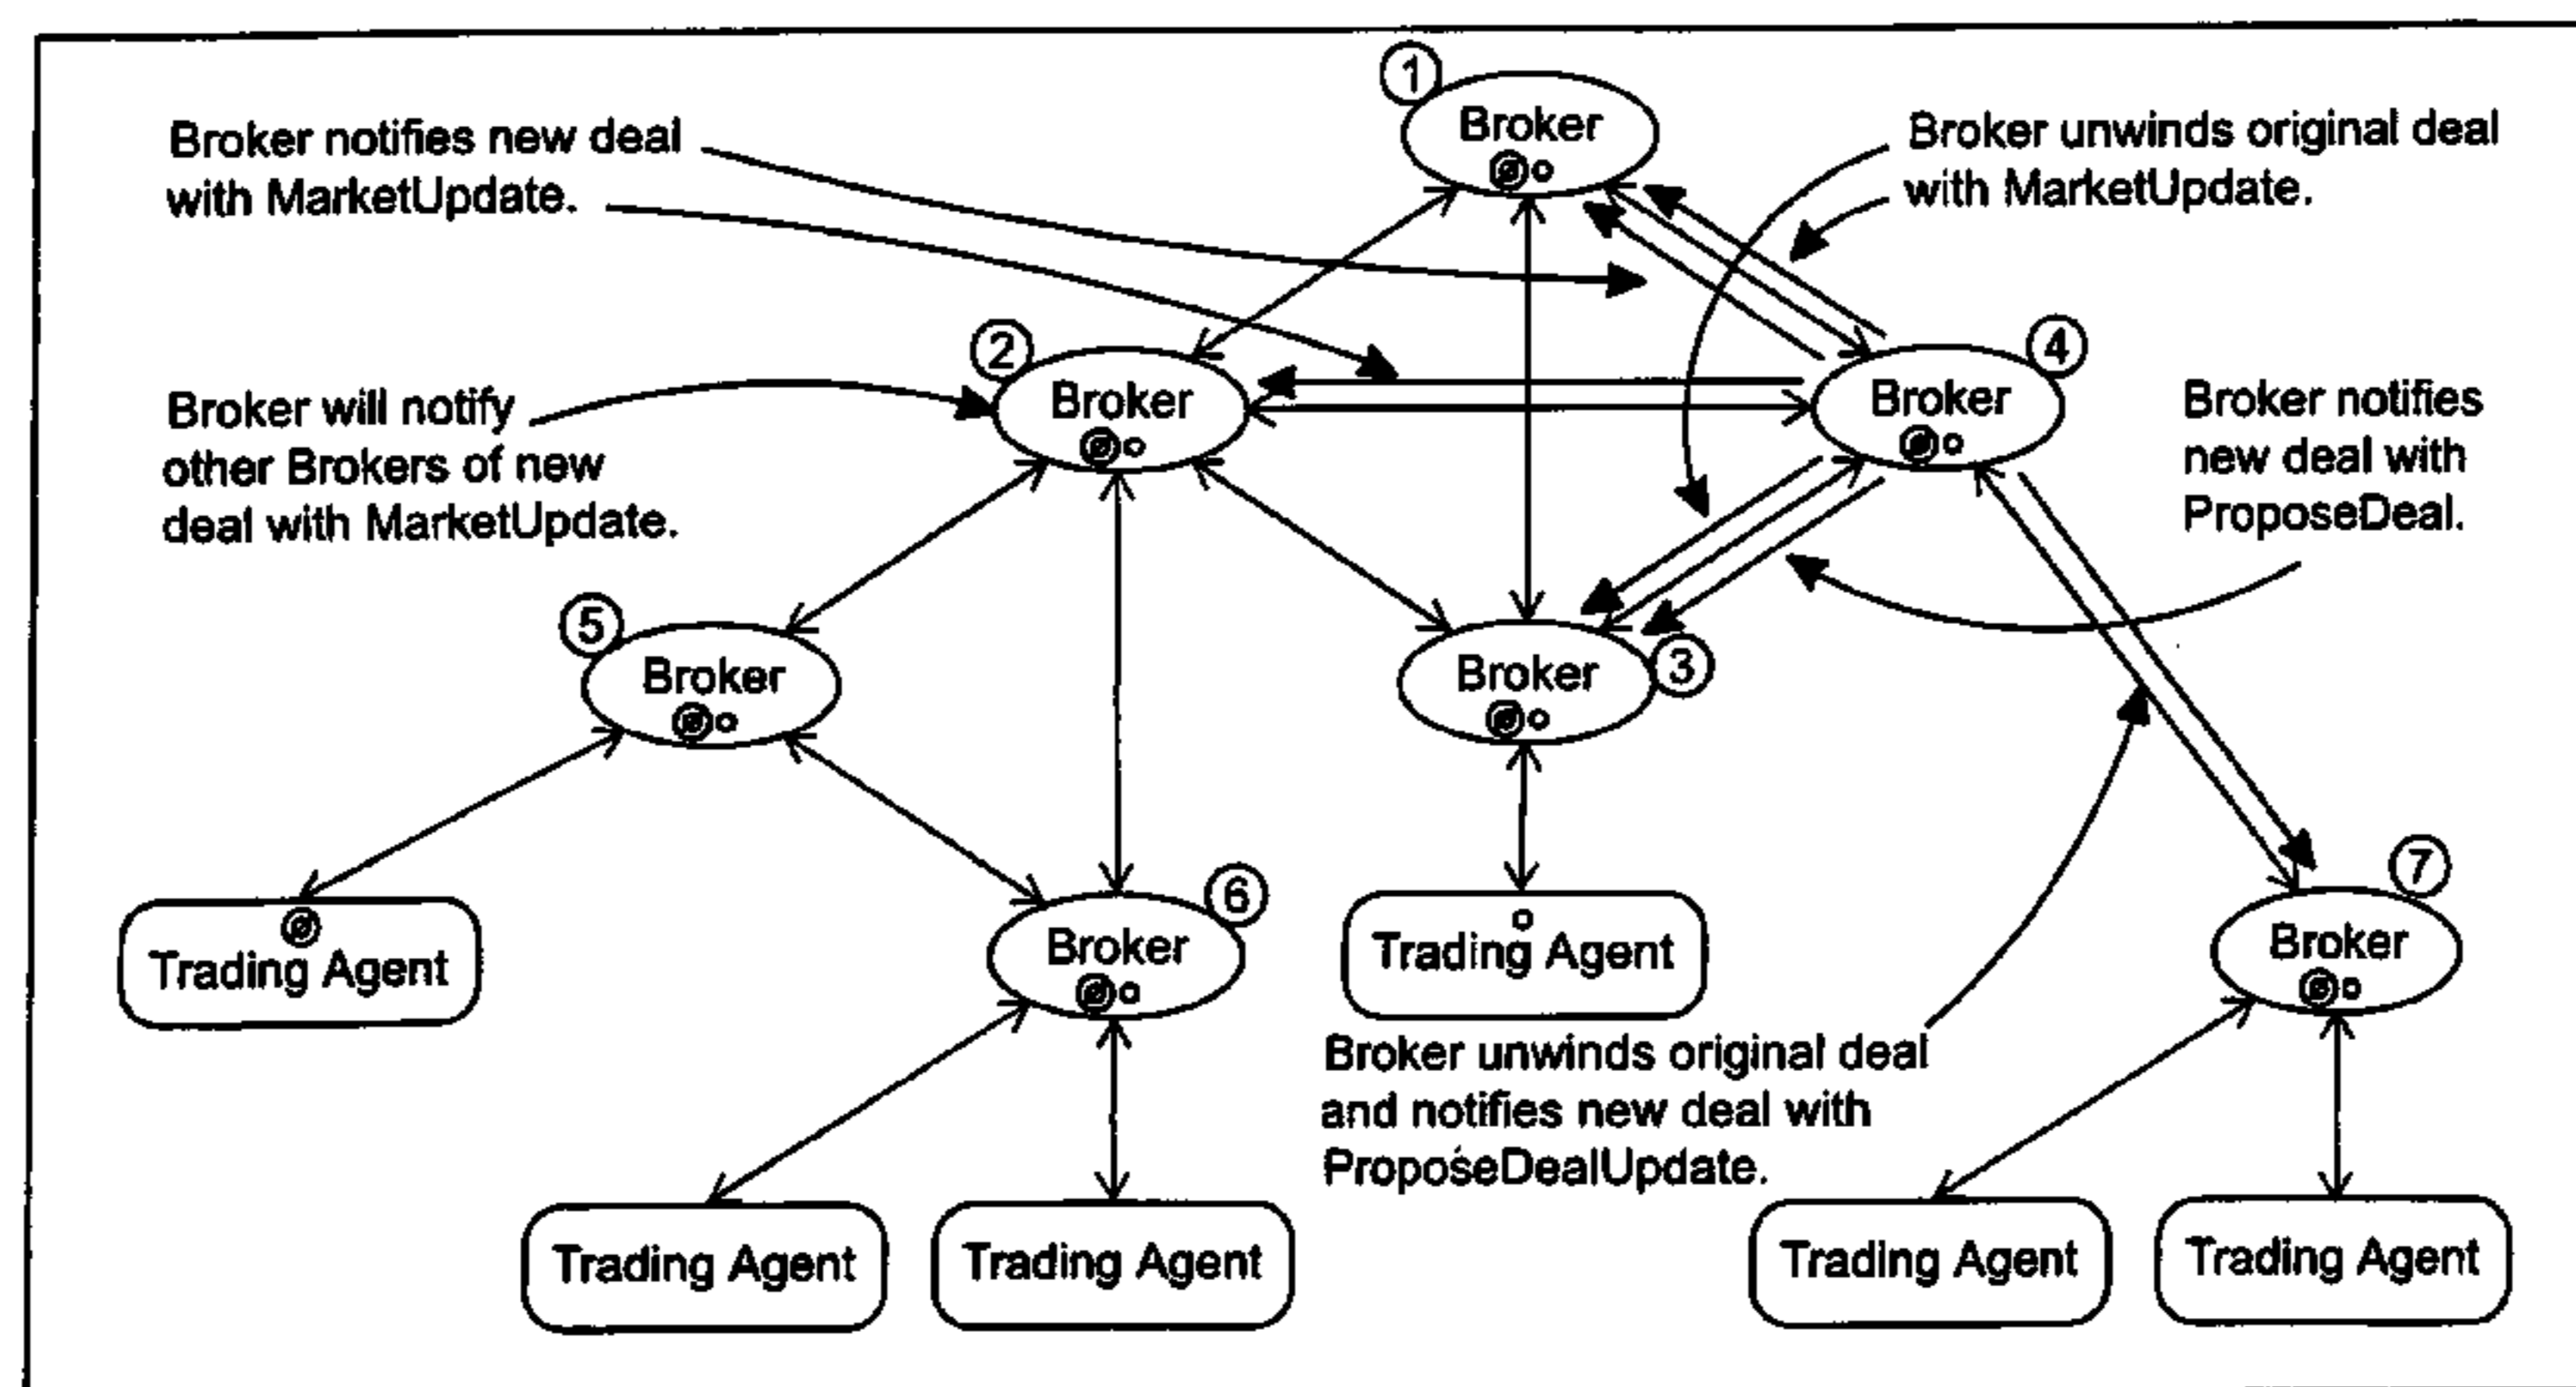 1
Broker
Broker notifies new deal
with MarketUpdate.
Broker unwinds original deal
with MarketUpdate.
2
Broker
4
Broker
Broker will notify
other Brokers of new
deal with MarketUpdate.
Broker notifies
new deal with
ProposeDeal.
5
Broker
Broker
3
Trading Agent
6
Broker
Trading Agent
7
Broker
Broker unwinds original deal
and notifies new deal with
ProposeDealUpdate.
Trading Agent
Trading Agent
Trading Agent
Trading Agent